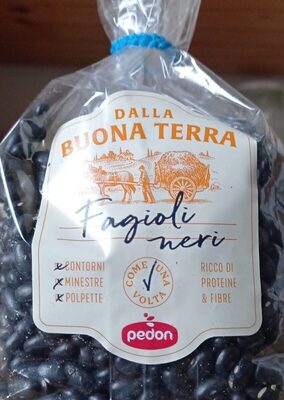 DALLA
BUONA TERRA
Fagioli
neri
CONTORNI
MINESTRE
POLPETTE
COME UNA VOLTA
RICCO DI
PROTEINE
& FIBRE
pedon